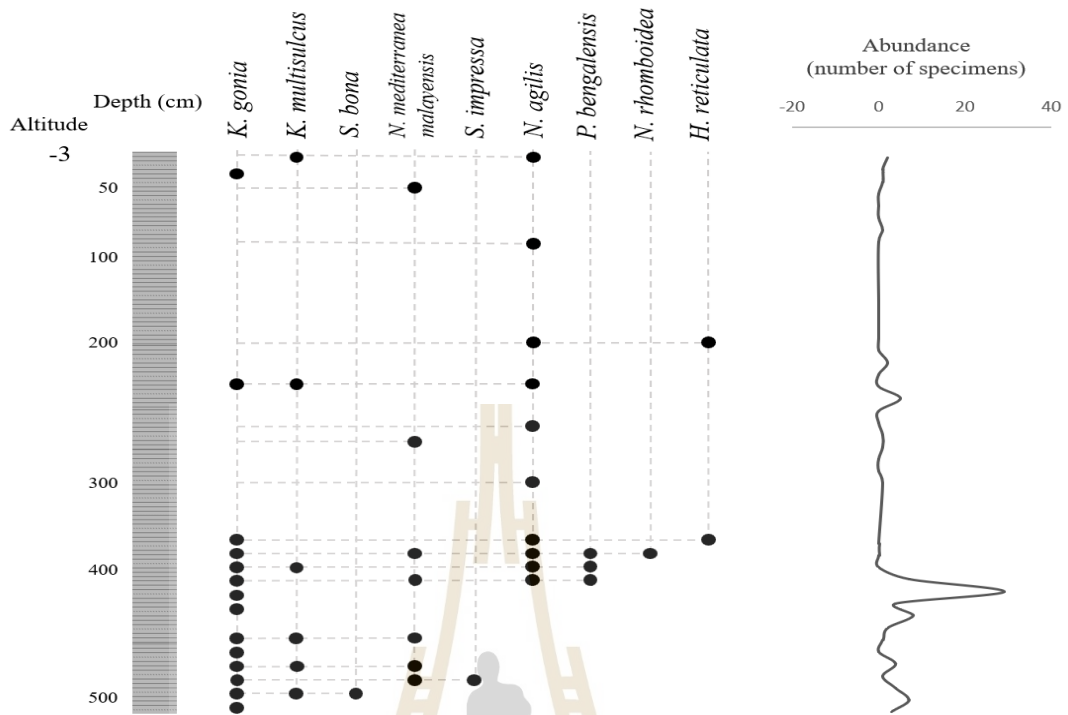 K. gonia
K. multisulcus
S. bona
N. mediterranea
malayensis
S. impressa
N. agilis
P. bengalensis
N. rhomboidea
H. reticulata
Abundance
(number of specimens)
-20 0 20 40
Depth (cm)
Altitude
-3
50
100
200
300
400
500